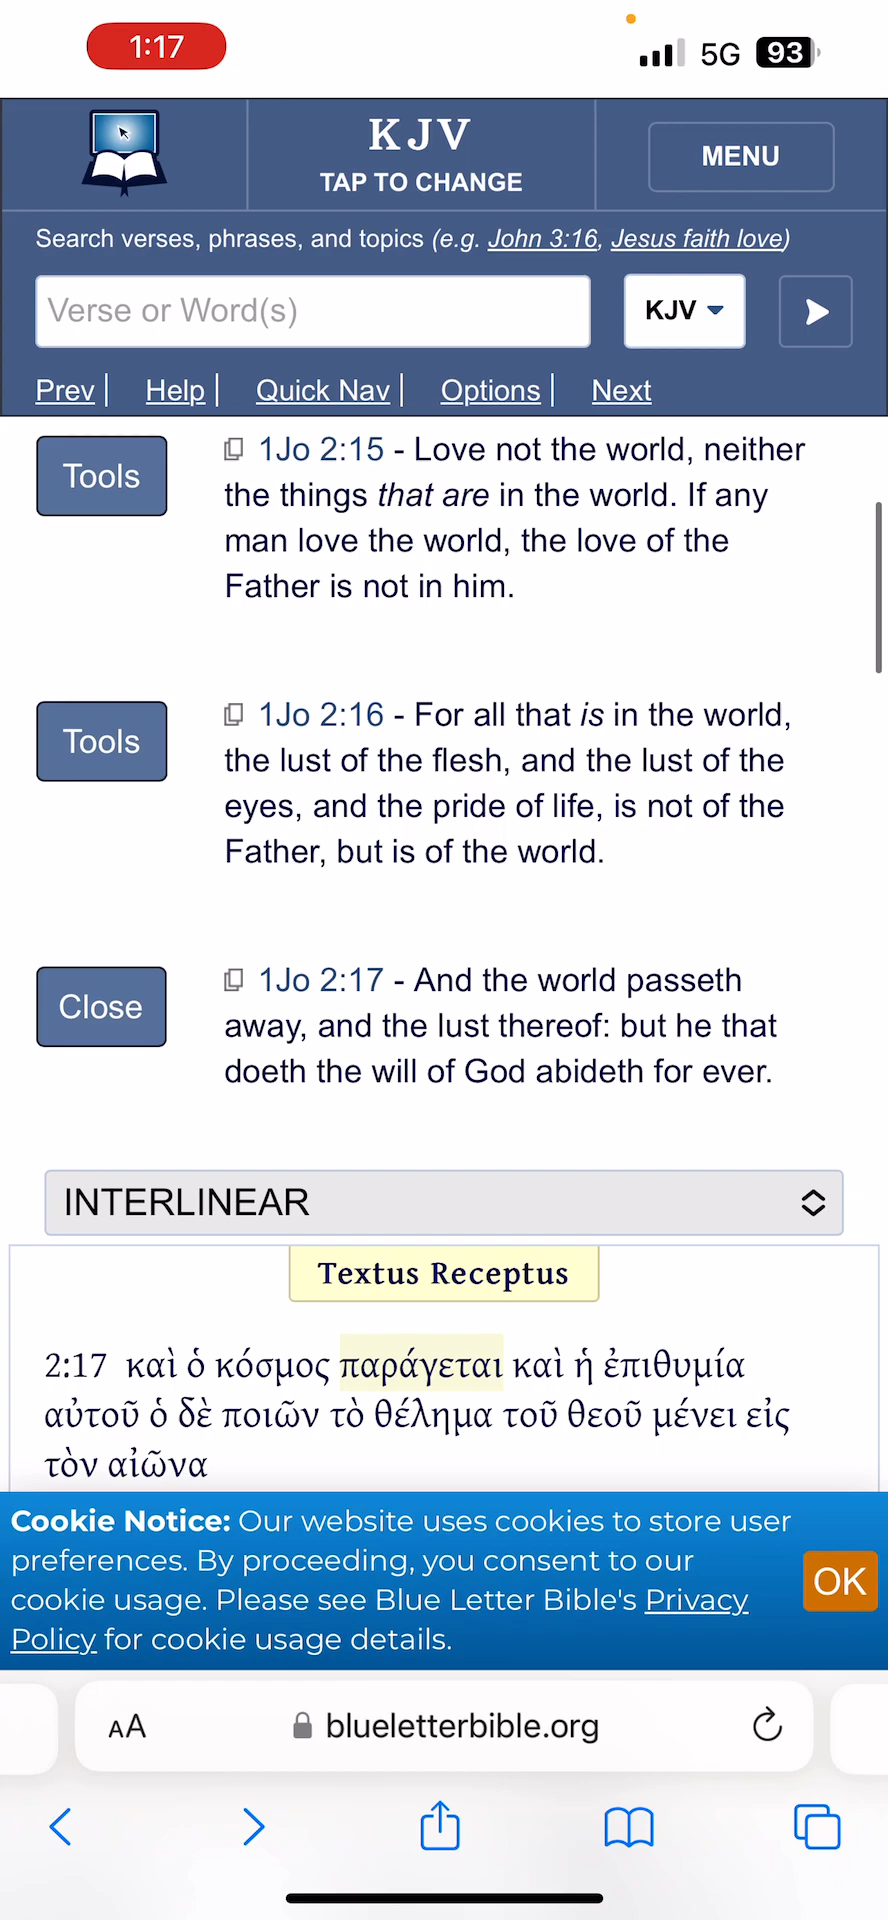 1:17
5G 93
KJV
TAP TO CHANGE
MENU
Search verses, phrases, and topics (e.g. John 3:16, Jesus faith love)
Verse or Word(s)
KJV
Prev | Help | Quick Nav | Options | Next
Tools
1Jo 2:15 - Love not the world, neither
the things that are in the world. If any
man love the world, the love of the
Father is not in him.
Tools
1Jo 2:16 - For all that is in the world,
the lust of the flesh, and the lust of the
eyes, and the pride of life, is not of the
Father, but is of the world.
Close
1Jo 2:17 - And the world passeth
away, and the lust thereof: but he that
doeth the will of God abideth for ever.
INTERLINEAR
Textus Receptus
2:17 καὶ ὁ κόσμος παράγεται καὶ ἡ ἐπιθυμία
αὐτοῦ ὁ δὲ ποιῶν τὸ θέλημα τοῦ θεοῦ μένει εἰς
τὸν αἰῶνα
Cookie Notice: Our website uses cookies to store user
preferences. By proceeding, you consent to our
cookie usage. Please see Blue Letter Bible's Privacy
Policy for cookie usage details.
OK
AA
blueletterbible.org